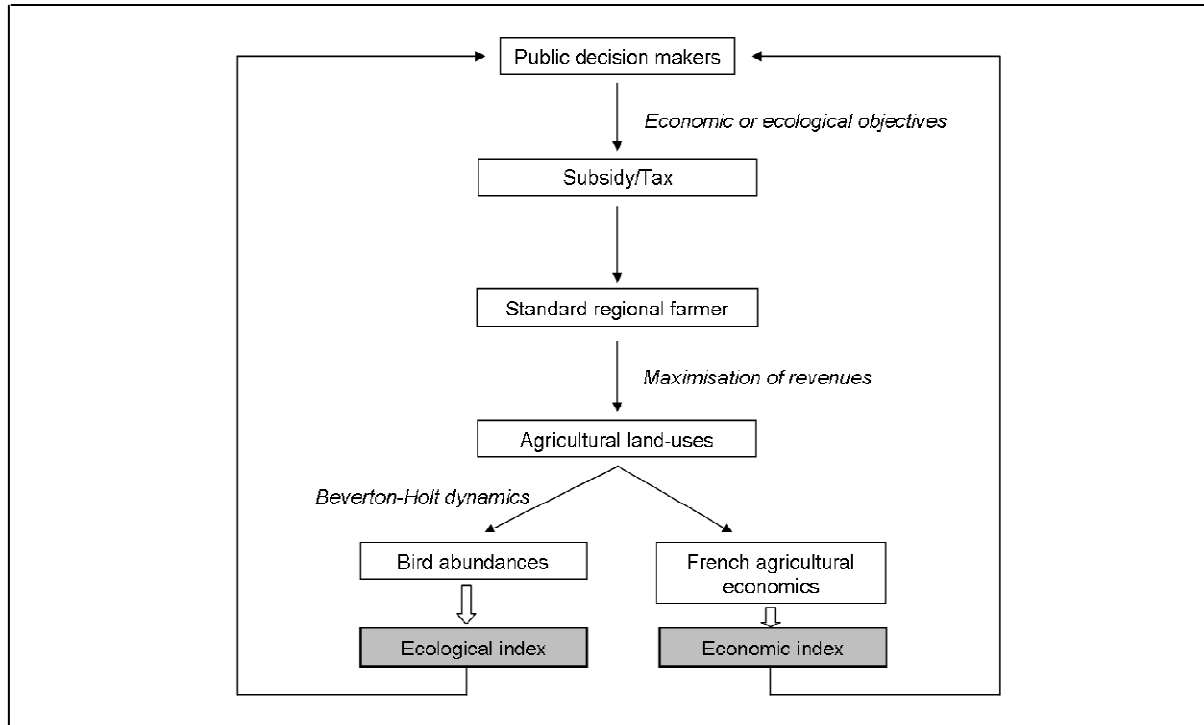 Public decision makers
Economic or ecological objectives
Subsidy/Tax
Standard regional farmer
Maximisation of revenues
Agricultural land-uses
Beverton-Holt dynamics
Bird abundances
French agricultural
economics
Ecological index
Economic index